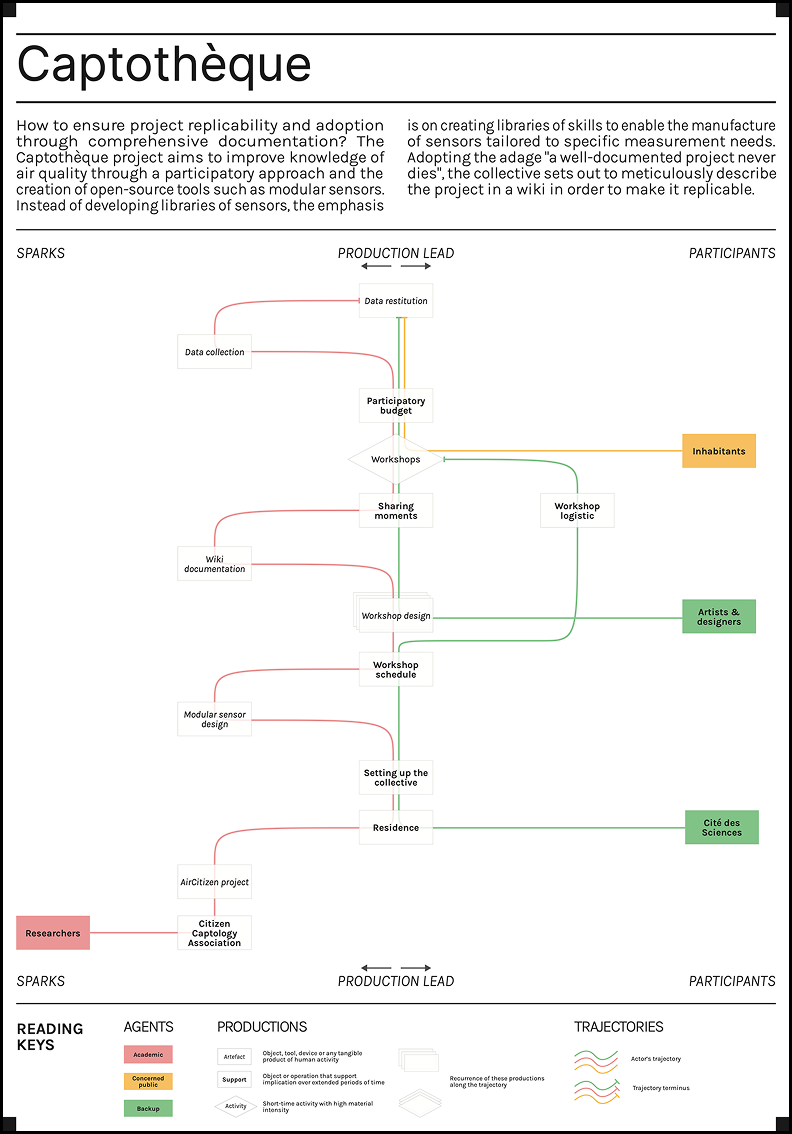 Captothèque
How to ensure project replicability and adoption
through comprehensive documentation? The
Captothèque project aims to improve knowledge of
air quality through a participatory approach and the
creation of open-source tools such as modular sensors.
Instead of developing libraries of sensors, the emphasis
is on creating libraries of skills to enable the manufacture
of sensors tailored to specific measurement needs.
Adopting the adage "a well-documented project never
dies", the collective sets out to meticulously describe
the project in a wiki in order to make it replicable.
SPARKS
PRODUCTION LEAD
PARTICIPANTS
Data restitution
Data collection
Participatory
budget
Inhabitants
Workshops
Sharing
moments
Workshop
logistic
Wiki
documentation
Workshop design
Artists &
designers
Workshop
schedule
Modular sensor
design
Setting up the
collective
Residence
Cité des
Sciences
AirCitizen project
Researchers
Citizen
Captology
Association
SPARKS
PRODUCTION LEAD
PARTICIPANTS
READING
KEYS
AGENTS
Academic
Concerned
public
Backup
PRODUCTIONS
Artefact
Object, tool, device or any tangible
product of human activity
Support
Object or operation that support
implication over extended periods of time
Activity
Short-time activity with high material
intensity
Recurrence of these productions
along the trajectory
TRAJECTORIES
Actor's trajectory
Trajectory terminus